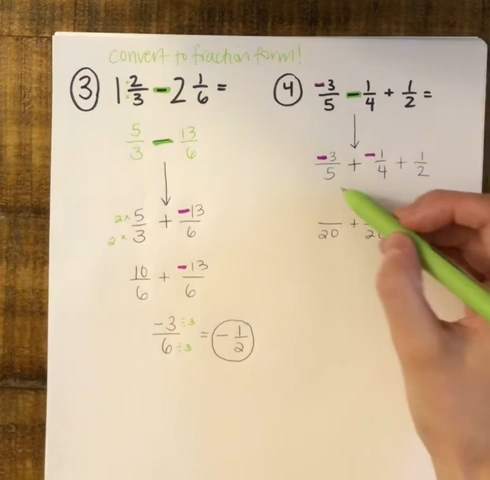 convert to fraction form!
③ 1 2/3 - 2 1/6 =
5/3 - 13/6
2× 5/3 2× + -13/6
10/6 + -13/6
-3/6 ÷3 ÷3 = - 1/2
④ -3/5 - 1/4 + 1/2 =
-3/5 + -1/4 + 1/2
/20 +